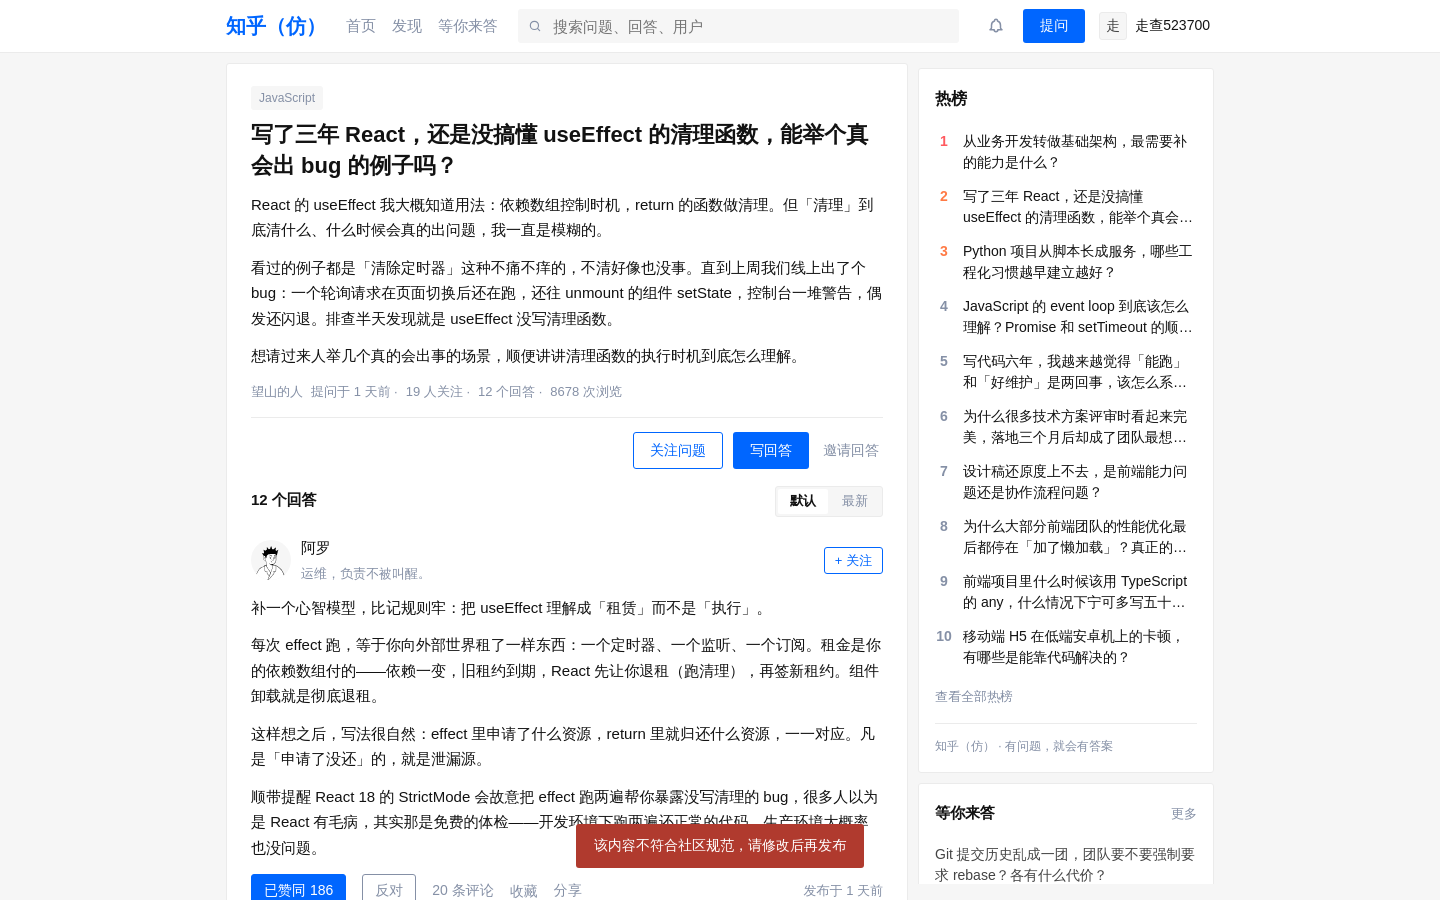 知乎（仿） 首页 发现 等你来答 搜索问题、回答、用户 提问 走 走查523700
JavaScript
写了三年 React，还是没搞懂 useEffect 的清理函数，能举个真
会出 bug 的例子吗？
React 的 useEffect 我大概知道用法：依赖数组控制时机，return 的函数做清理。但「清理」到
底清什么、什么时候会真的出问题，我一直是模糊的。
看过的例子都是「清除定时器」这种不痛不痒的，不清好像也没事。直到上周我们线上出了个
bug：一个轮询请求在页面切换后还在跑，还往 unmount 的组件 setState，控制台一堆警告，偶
发还闪退。排查半天发现就是 useEffect 没写清理函数。
想请过来人举几个真的会出事的场景，顺便讲讲清理函数的执行时机到底怎么理解。
望山的人 提问于 1 天前 · 19 人关注 · 12 个回答 · 8678 次浏览
关注问题 写回答 邀请回答
12 个回答 默认 最新
阿罗
运维，负责不被叫醒。
+ 关注
补一个心智模型，比记规则牢：把 useEffect 理解成「租赁」而不是「执行」。
每次 effect 跑，等于你向外部世界租了一样东西：一个定时器、一个监听、一个订阅。租金是你
的依赖数组付的——依赖一变，旧租约到期，React 先让你退租（跑清理），再签新租约。组件
卸载就是彻底退租。
这样想之后，写法很自然：effect 里申请了什么资源，return 里就归还什么资源，一一对应。凡
是「申请了没还」的，就是泄漏源。
顺带提醒 React 18 的 StrictMode 会故意把 effect 跑两遍帮你暴露没写清理的 bug，很多人以为
是 React 有毛病，其实那是免费的体检——开发环境下跑两遍还正常的代码，生产环境大概率
也没问题。
该内容不符合社区规范，请修改后再发布
已赞同 186 反对 20 条评论 收藏 分享 发布于 1 天前
热榜
1 从业务开发转做基础架构，最需要补
的能力是什么？
2 写了三年 React，还是没搞懂
useEffect 的清理函数，能举个真会…
3 Python 项目从脚本长成服务，哪些工
程化习惯越早建立越好？
4 JavaScript 的 event loop 到底该怎么
理解？Promise 和 setTimeout 的顺…
5 写代码六年，我越来越觉得「能跑」
和「好维护」是两回事，该怎么系…
6 为什么很多技术方案评审时看起来完
美，落地三个月后却成了团队最想…
7 设计稿还原度上不去，是前端能力问
题还是协作流程问题？
8 为什么大部分前端团队的性能优化最
后都停在「加了懒加载」？真正的…
9 前端项目里什么时候该用 TypeScript
的 any，什么情况下宁可多写五十…
10 移动端 H5 在低端安卓机上的卡顿，
有哪些是能靠代码解决的？
查看全部热榜
知乎（仿） · 有问题，就会有答案
等你来答 更多
Git 提交历史乱成一团，团队要不要强制要
求 rebase？各有什么代价？